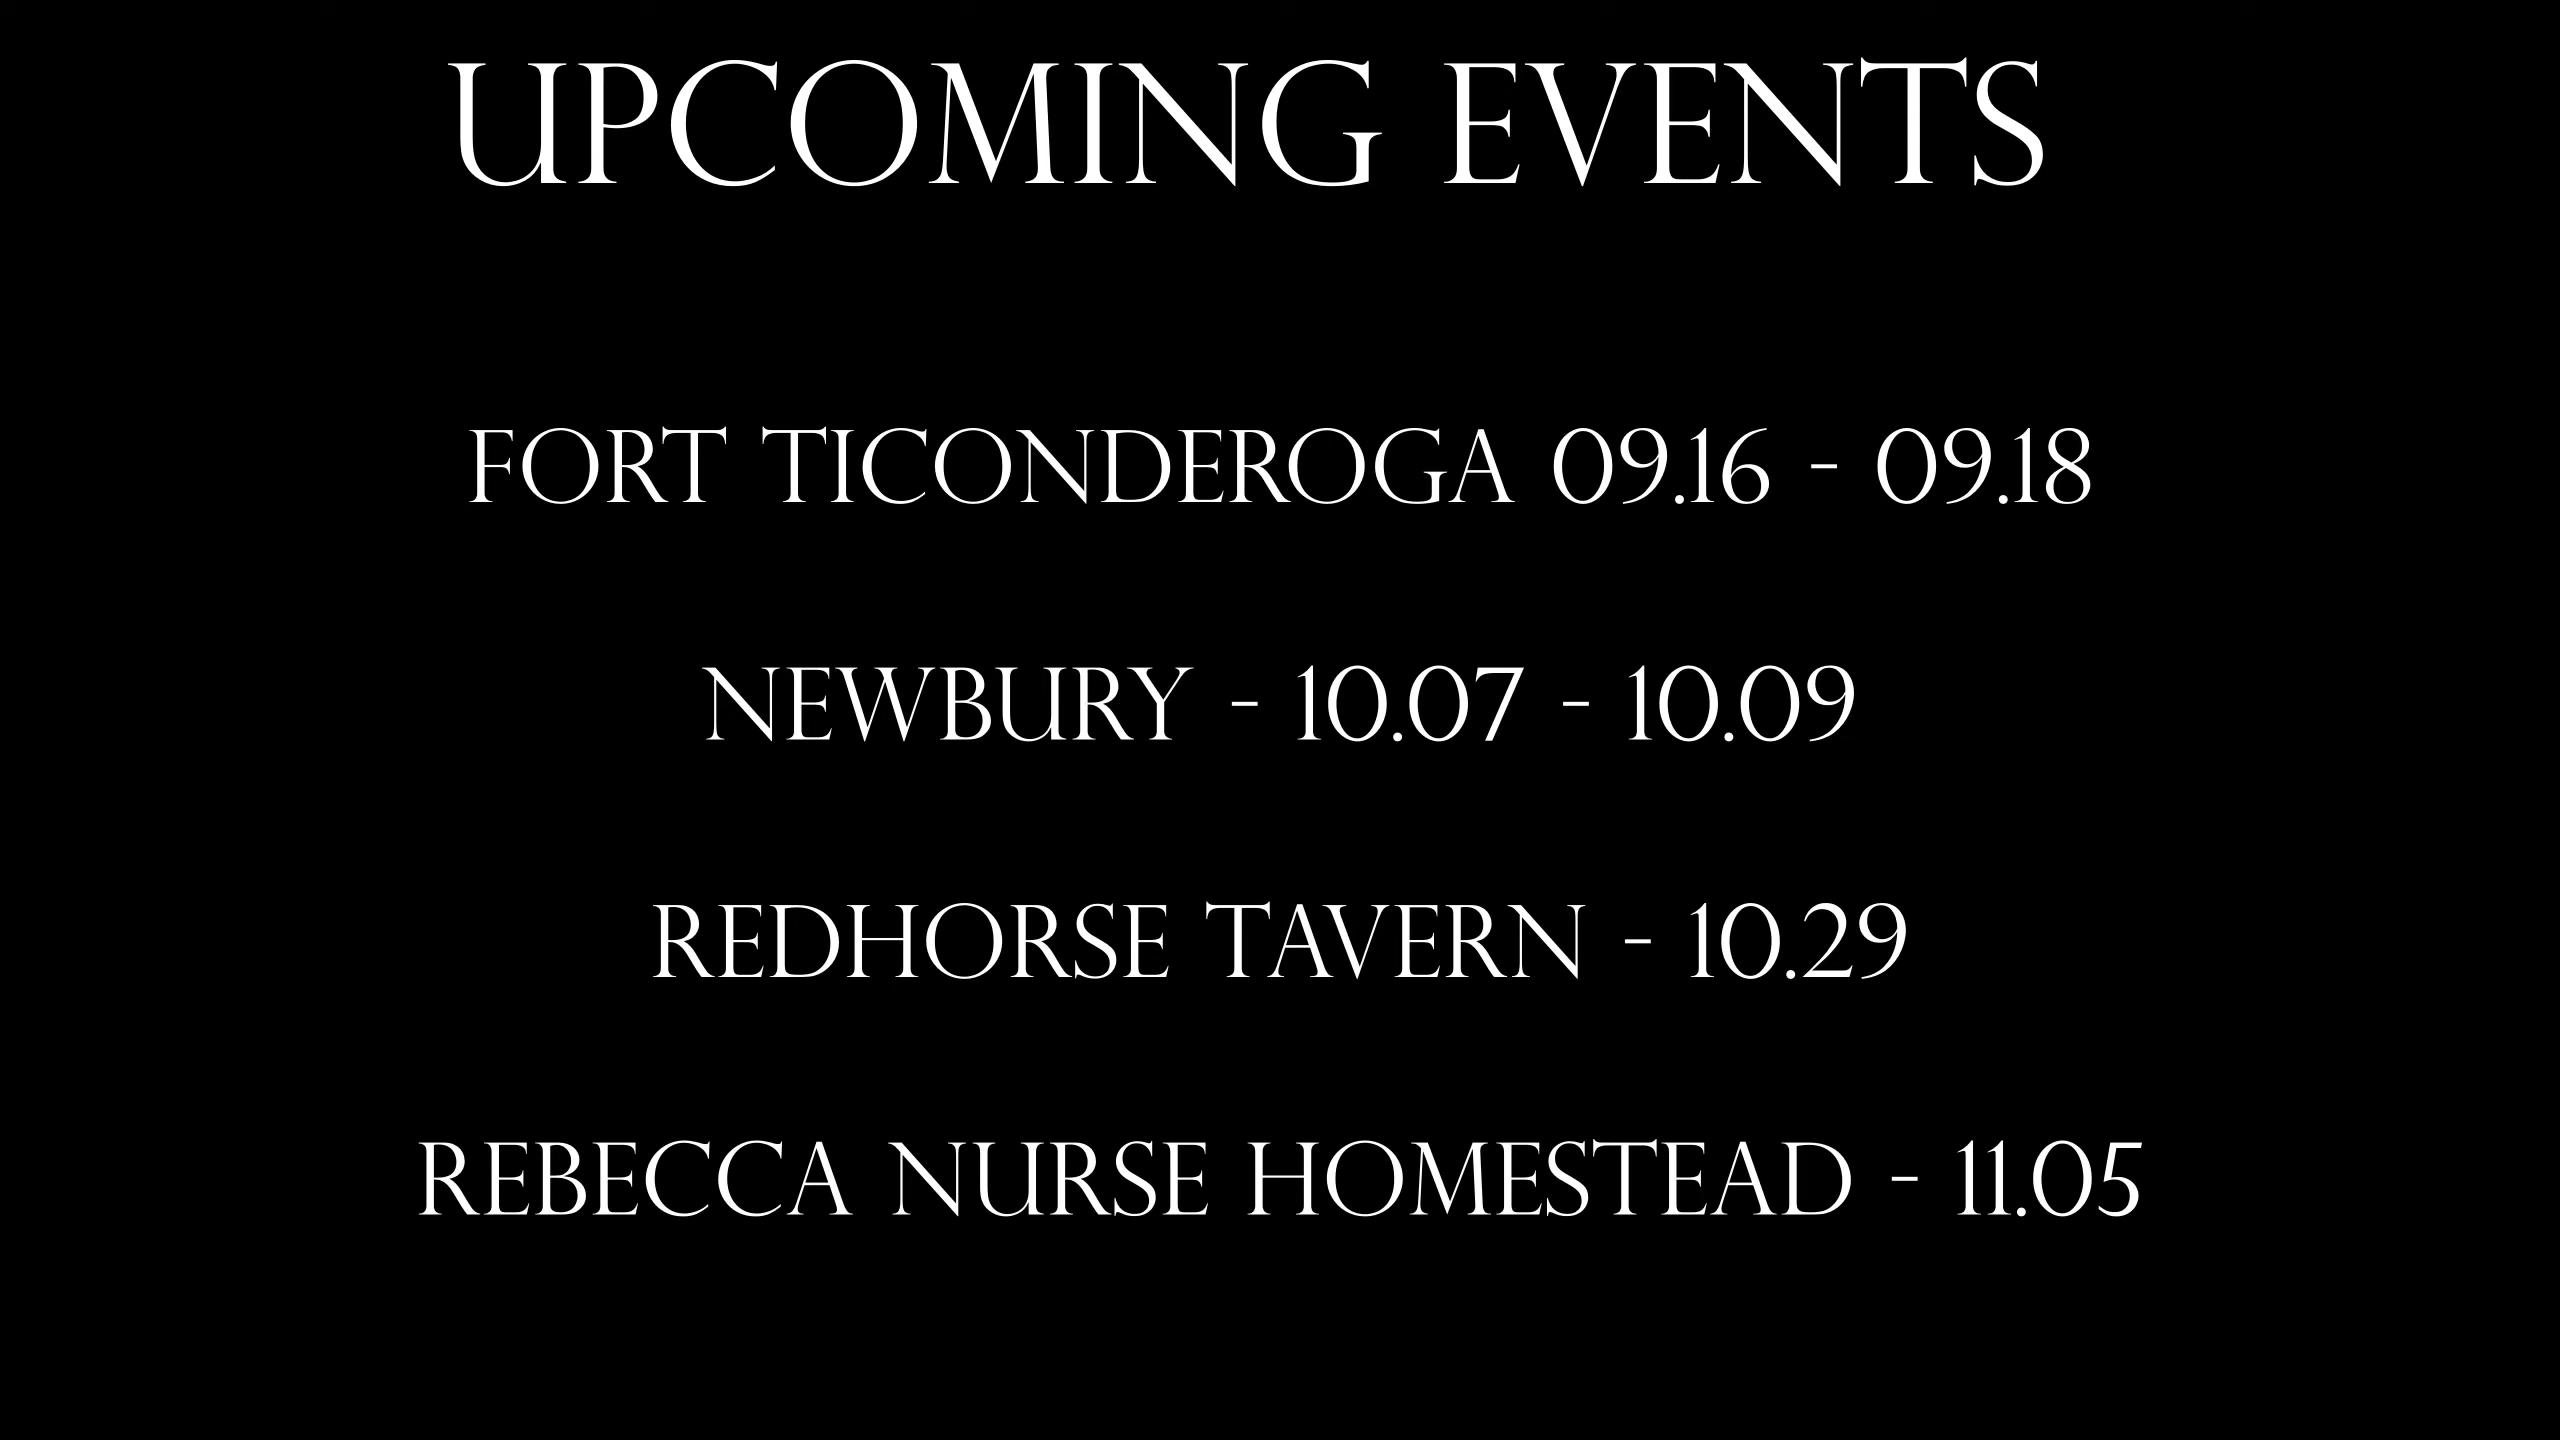 UPCOMING EVENTS
FORT TICONDEROGA 09.16 - 09.18
NEWBURY - 10.07 - 10.09
REDHORSE TAVERN - 10.29
REBECCA NURSE HOMESTEAD - 11.05